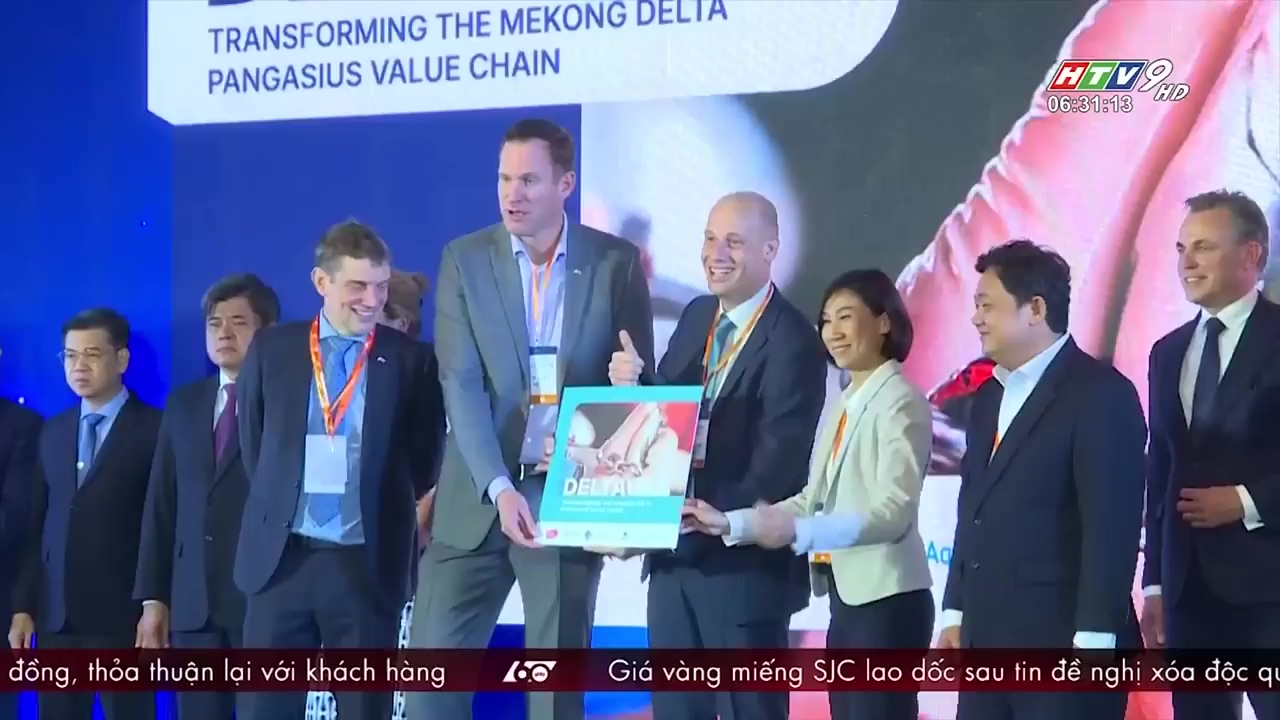 TRANSFORMING THE MEKONG DELTA
PANGASIUS VALUE CHAIN
HTV9 HD
06:31:13
DELTA
đồng, thỏa thuận lại với khách hàng
60
Giá vàng miếng SJC lao dốc sau tin đề nghị xóa độc qu